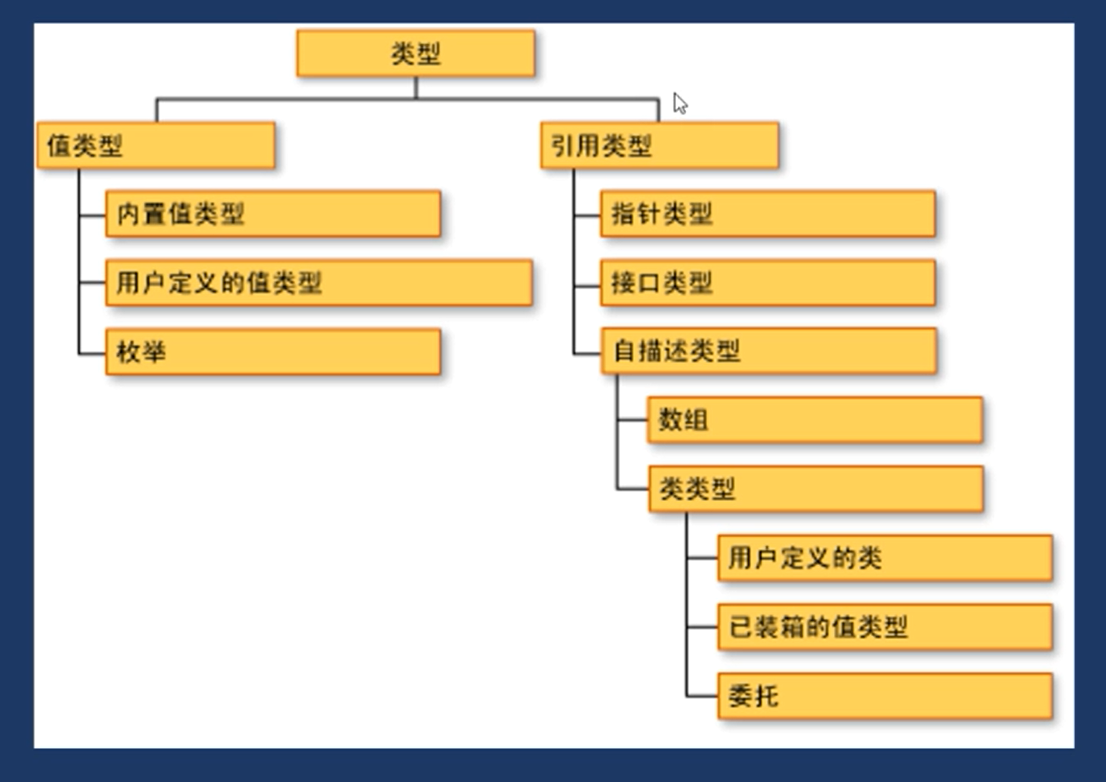 类型
值类型
内置值类型
用户定义的值类型
枚举
引用类型
指针类型
接口类型
自描述类型
数组
类类型
用户定义的类
已装箱的值类型
委托